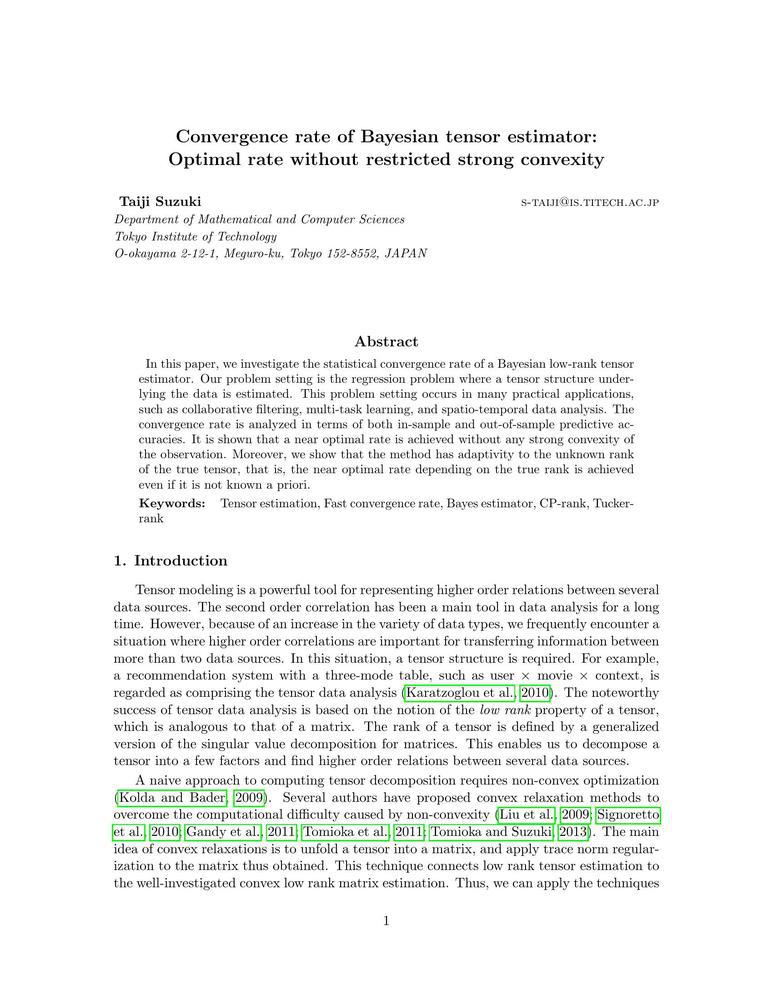 Convergence rate of Bayesian tensor estimator:
Optimal rate without restricted strong convexity
Taiji Suzuki s-taiji@is.titech.ac.jp
Department of Mathematical and Computer Sciences
Tokyo Institute of Technology
O-okayama 2-12-1, Meguro-ku, Tokyo 152-8552, JAPAN
Abstract
In this paper, we investigate the statistical convergence rate of a Bayesian low-rank tensor
estimator. Our problem setting is the regression problem where a tensor structure under-
lying the data is estimated. This problem setting occurs in many practical applications,
such as collaborative filtering, multi-task learning, and spatio-temporal data analysis. The
convergence rate is analyzed in terms of both in-sample and out-of-sample predictive ac-
curacies. It is shown that a near optimal rate is achieved without any strong convexity of
the observation. Moreover, we show that the method has adaptivity to the unknown rank
of the true tensor, that is, the near optimal rate depending on the true rank is achieved
even if it is not known a priori.
Keywords: Tensor estimation, Fast convergence rate, Bayes estimator, CP-rank, Tucker-
rank
1. Introduction
Tensor modeling is a powerful tool for representing higher order relations between several
data sources. The second order correlation has been a main tool in data analysis for a long
time. However, because of an increase in the variety of data types, we frequently encounter a
situation where higher order correlations are important for transferring information between
more than two data sources. In this situation, a tensor structure is required. For example,
a recommendation system with a three-mode table, such as user × movie × context, is
regarded as comprising the tensor data analysis (Karatzoglou et al., 2010). The noteworthy
success of tensor data analysis is based on the notion of the low rank property of a tensor,
which is analogous to that of a matrix. The rank of a tensor is defined by a generalized
version of the singular value decomposition for matrices. This enables us to decompose a
tensor into a few factors and find higher order relations between several data sources.
A naive approach to computing tensor decomposition requires non-convex optimization
(Kolda and Bader, 2009). Several authors have proposed convex relaxation methods to
overcome the computational difficulty caused by non-convexity (Liu et al., 2009; Signoretto
et al., 2010; Gandy et al., 2011; Tomioka et al., 2011; Tomioka and Suzuki, 2013). The main
idea of convex relaxations is to unfold a tensor into a matrix, and apply trace norm regular-
ization to the matrix thus obtained. This technique connects low rank tensor estimation to
the well-investigated convex low rank matrix estimation. Thus, we can apply the techniques
1